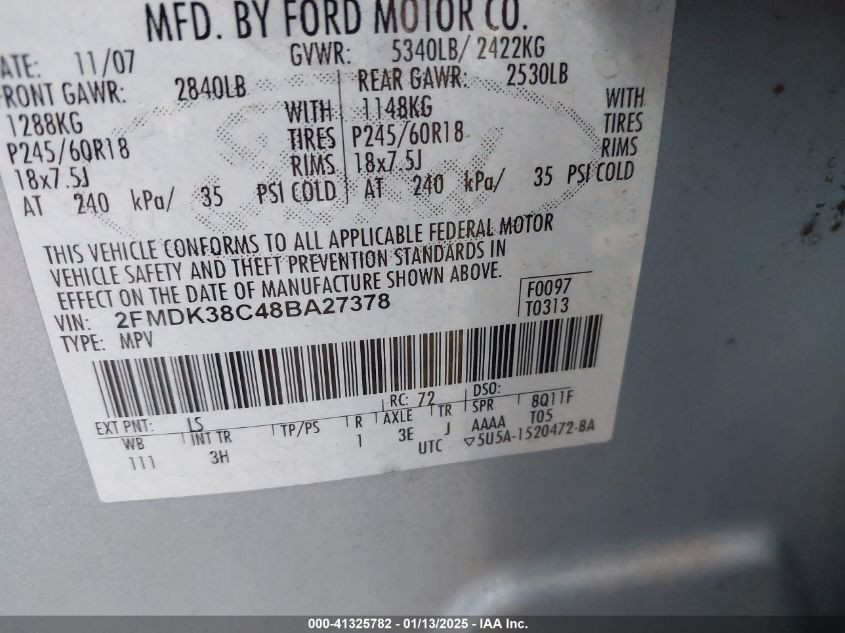 MFD. BY FORD MOTOR CO.
ATE: 11/07 GVWR: 5340LB/ 2422KG
FRONT GAWR: 2840LB REAR GAWR: 2530LB
1288KG WITH 1148KG WITH
P245/60R18 TIRES P245/60R18 TIRES
18x7.5J RIMS 18x7.5J RIMS
AT 240 kPa/ 35 PSI COLD AT 240 kPa/ 35 PSI COLD
THIS VEHICLE CONFORMS TO ALL APPLICABLE FEDERAL MOTOR
VEHICLE SAFETY AND THEFT PREVENTION STANDARDS IN
EFFECT ON THE DATE OF MANUFACTURE SHOWN ABOVE.
VIN: 2FMDK38C48BA27378 F0097
TYPE: MPV T0313
EXT PNT: LS RC: 72 DSO:
WB INT TR TP/PS R AXLE TR SPR 8Q11F
111 3H 1 3E J AAAA T05
UTC ▽5U5A-1520472-BA
000-41325782 - 01/13/2025 - IAA Inc.